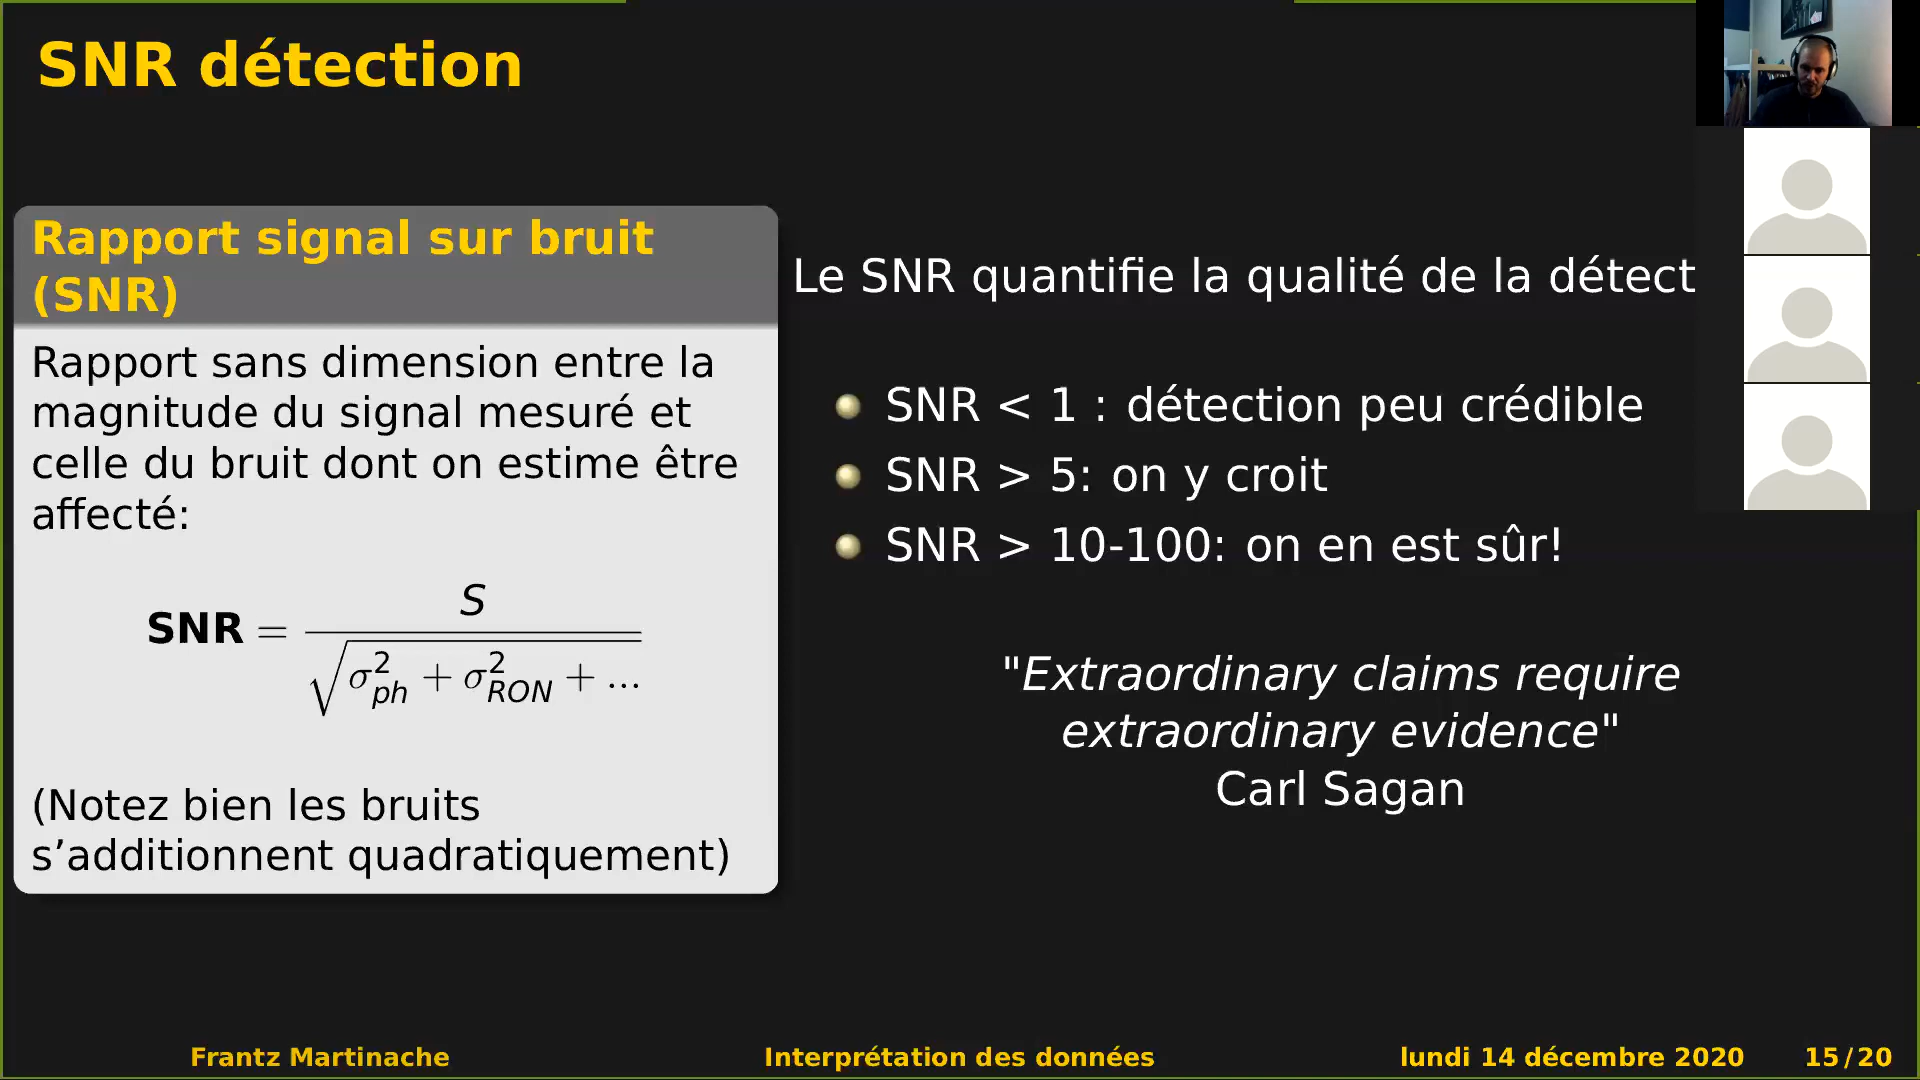 SNR détection
Rapport signal sur bruit
(SNR)
Rapport sans dimension entre la
magnitude du signal mesuré et
celle du bruit dont on estime être
affecté:
SNR = S / √(σ²ph + σ²RON + ...)
(Notez bien les bruits
s’additionnent quadratiquement)
Le SNR quantifie la qualité de la détect
SNR < 1 : détection peu crédible
SNR > 5: on y croit
SNR > 10-100: on en est sûr!
"Extraordinary claims require
extraordinary evidence"
Carl Sagan
Frantz Martinache Interprétation des données lundi 14 décembre 2020 15/20